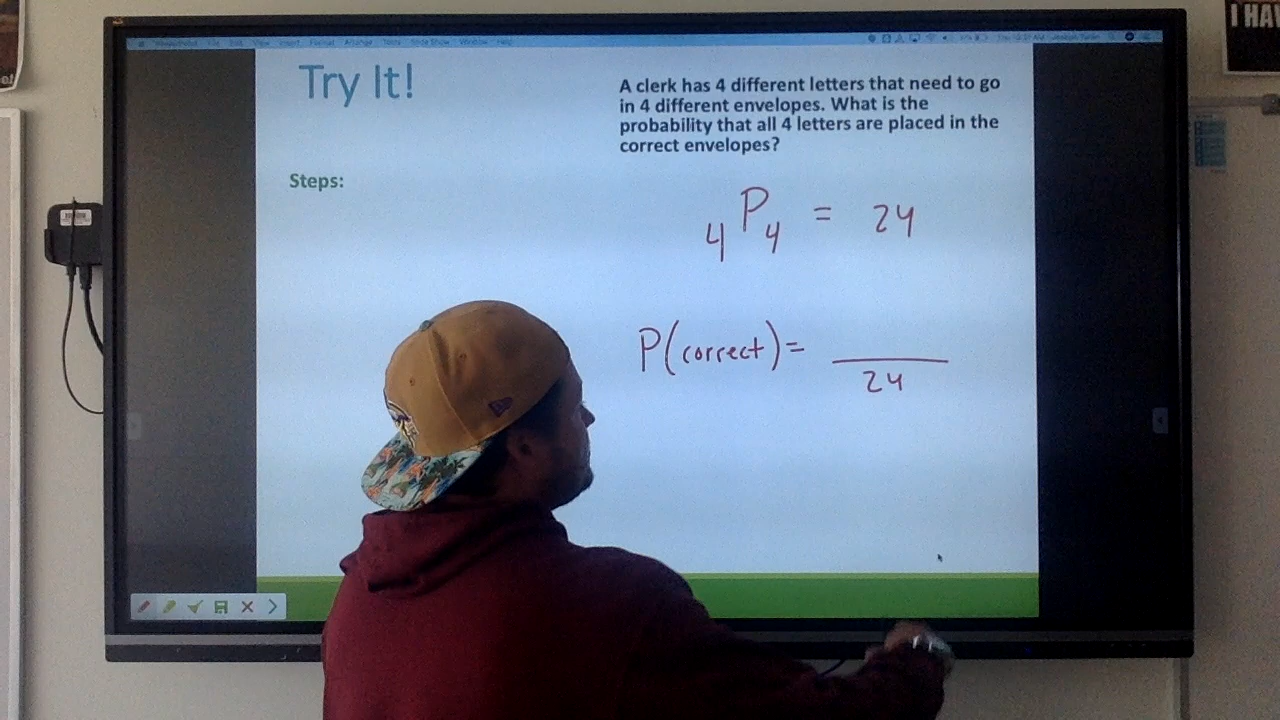 I HAV
et
Try It!
A clerk has 4 different letters that need to go
in 4 different envelopes. What is the
probability that all 4 letters are placed in the
correct envelopes?
Steps:
4P4 = 24
P(correct)=
24